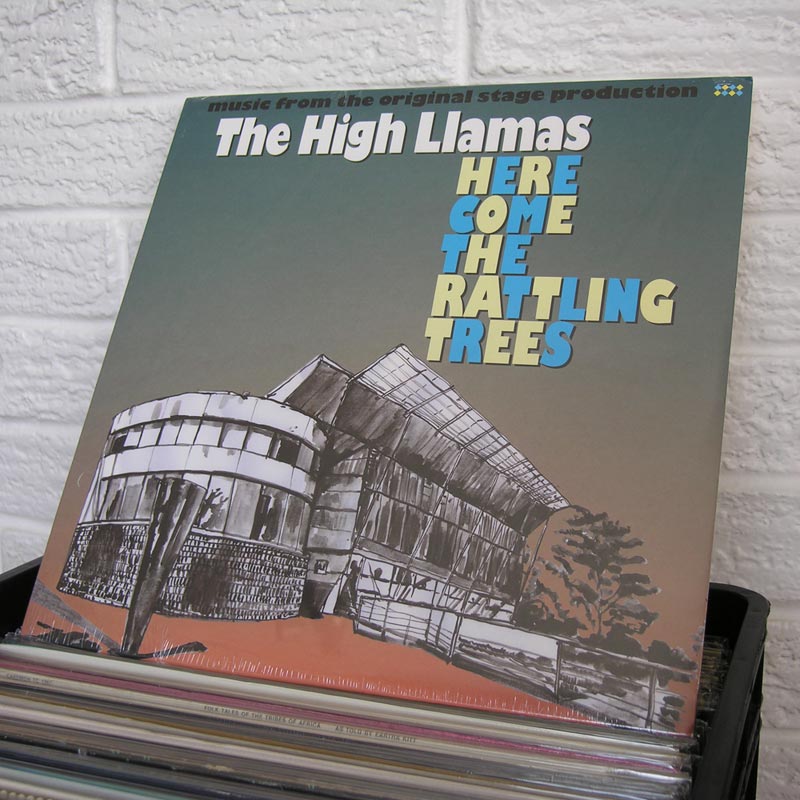 music from the original stage production
The High Llamas
HERE
COME
THE
RATTLING
TREES
FOLK TALES OF THE TRIBES OF AFRICA AS TOLD BY EARTHA KITT